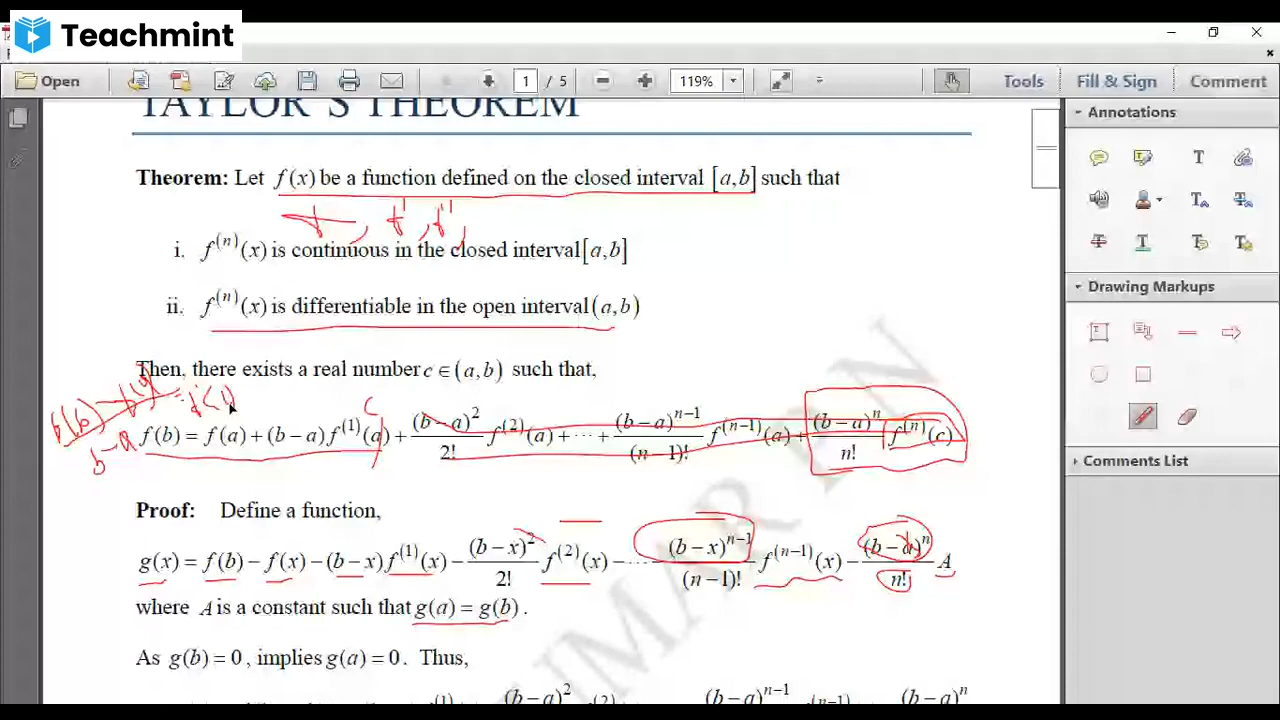 Teachmint
Open 1 / 5 119% Tools Fill & Sign Comment
TAYLOR'S THEOREM
Annotations
Theorem: Let f(x) be a function defined on the closed interval [a,b] such that
f, f', f'',
i. f^(n)(x) is continuous in the closed interval [a,b]
ii. f^(n)(x) is differentiable in the open interval (a,b)
Drawing Markups
Then, there exists a real number c ∈ (a,b) such that,
f(b) = f(a) + (b−a) f^(1)(a) + (b−a)^2/2! f^(2)(a) + ⋯ + (b−a)^(n−1)/(n−1)! f^(n−1)(a) + (b−a)^n/n! f^(n)(c)
b-a
Comments List
Proof: Define a function,
g(x) = f(b) − f(x) − (b−x) f^(1)(x) − (b−x)^2/2! f^(2)(x) − ⋯ (b−x)^(n−1)/(n−1)! f^(n−1)(x) − (b−a)^n/n! A
where A is a constant such that g(a) = g(b).
As g(b) = 0, implies g(a) = 0. Thus,